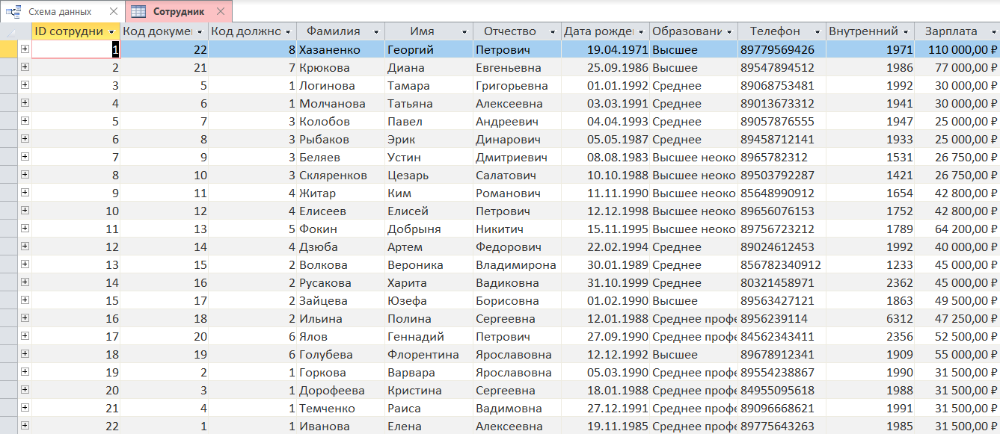 Схема данных Сотрудник
ID сотрудни Код докумен Код должно Фамилия Имя Отчество Дата рожден Образовани Телефон Внутренний Зарплата
1 22 8 Хазаненко Георгий Петрович 19.04.1971 Высшее 89779569426 1971 110 000,00 ₽
2 21 7 Крюкова Диана Евгеньевна 25.09.1986 Высшее 89547894512 1986 77 000,00 ₽
3 5 1 Логинова Тамара Григорьевна 01.01.1992 Среднее 89068753481 1992 30 000,00 ₽
4 6 1 Молчанова Татьяна Алексеевна 03.03.1991 Среднее 89013673312 1941 30 000,00 ₽
5 7 3 Колобов Павел Андреевич 04.04.1993 Среднее 89057876555 1947 25 000,00 ₽
6 8 3 Рыбаков Эрик Динарович 05.05.1987 Среднее 89458712141 1933 25 000,00 ₽
7 9 3 Беляев Устин Дмитриевич 08.08.1983 Высшее неоко 8965782312 1531 26 750,00 ₽
8 10 3 Скляренков Цезарь Салатович 10.10.1988 Высшее неоко 89503792287 1421 26 750,00 ₽
9 11 4 Житар Ким Романович 11.11.1990 Высшее неоко 85648990912 1654 42 800,00 ₽
10 12 4 Елисеев Елисей Петрович 12.12.1998 Высшее неоко 89656076153 1752 42 800,00 ₽
11 13 5 Фокин Добрыня Никитич 15.11.1995 Высшее неоко 89756723212 1789 64 200,00 ₽
12 14 4 Дзюба Артем Федорович 22.02.1994 Среднее 89024612453 1992 40 000,00 ₽
13 15 2 Волкова Вероника Владимирона 30.01.1989 Среднее 856782340912 1233 45 000,00 ₽
14 16 2 Русакова Харита Вадиковна 31.10.1999 Среднее 80321458971 2362 45 000,00 ₽
15 17 2 Зайцева Юзефа Борисовна 01.02.1990 Высшее 89563427121 1863 49 500,00 ₽
16 18 2 Ильина Полина Сергеевна 12.01.1988 Среднее профе 8956239114 6312 47 250,00 ₽
17 20 6 Ялов Геннадий Петрович 27.09.1990 Среднее профе 84562343411 2356 52 500,00 ₽
18 19 6 Голубева Флорентина Ярославовна 12.12.1992 Высшее 89678912341 1909 55 000,00 ₽
19 2 1 Горкова Варвара Ярославовна 05.03.1990 Среднее профе 89554238867 1990 31 500,00 ₽
20 3 1 Дорофеева Кристина Сергеевна 18.01.1988 Среднее профе 84955095618 1988 31 500,00 ₽
21 4 1 Темченко Раиса Вадимовна 27.12.1991 Среднее профе 89096668621 1991 31 500,00 ₽
22 1 1 Иванова Елена Алексеевна 19.11.1985 Среднее профе 89775643263 1985 31 500,00 ₽